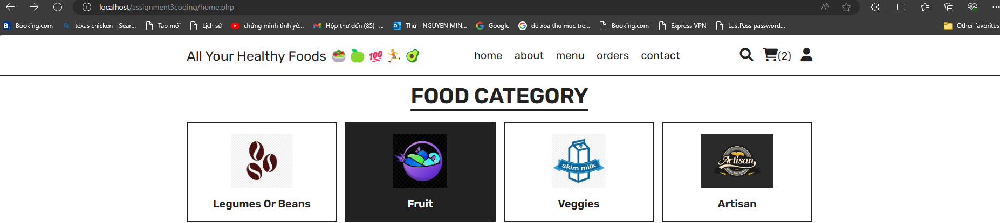 localhost/assignment3coding/home.php
Booking.com texas chicken - Sear... Tab mới Lịch sử chứng minh tình yê... Hộp thư đến (85) -... Thư - NGUYEN MIN... Google de xoa thu muc tre... Booking.com Express VPN LastPass password... Other favorites
All Your Healthy Foods 🥗 🍏 💯 🏃 🥑 home about menu orders contact (2)
FOOD CATEGORY
skim milk
Artisan
Legumes Or Beans Fruit Veggies Artisan